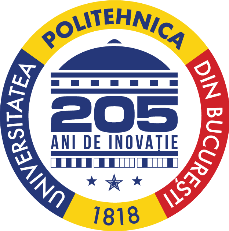 UNIVERSITATEA
POLITEHNICA
DIN BUCUREȘTI
205
ANI DE INOVAȚIE
1818